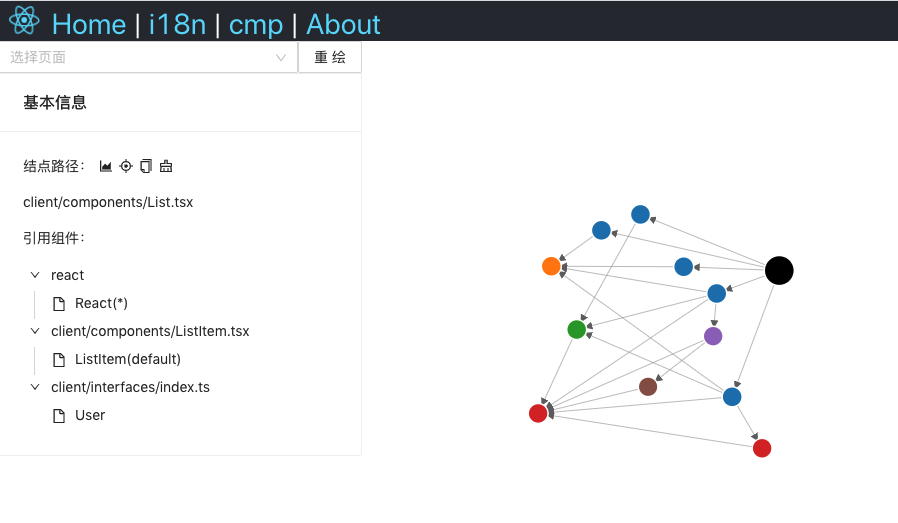 Home | i18n | cmp | About
选择页面
重 绘
基本信息
结点路径：
client/components/List.tsx
引用组件：
react
React(*)
client/components/ListItem.tsx
ListItem(default)
client/interfaces/index.ts
User